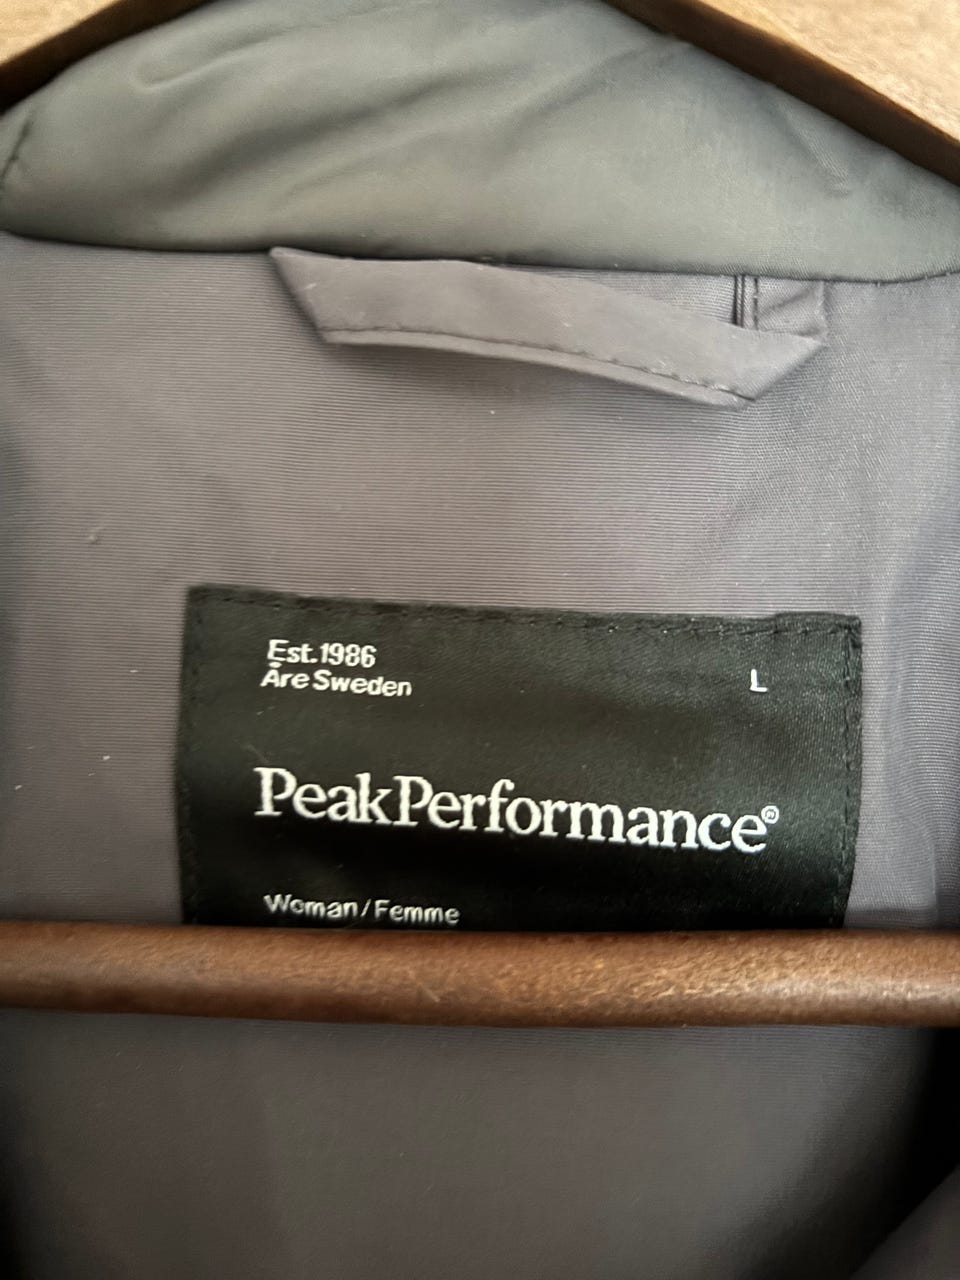 Est.1986
Åre Sweden
L
PeakPerformance®
Woman/Femme